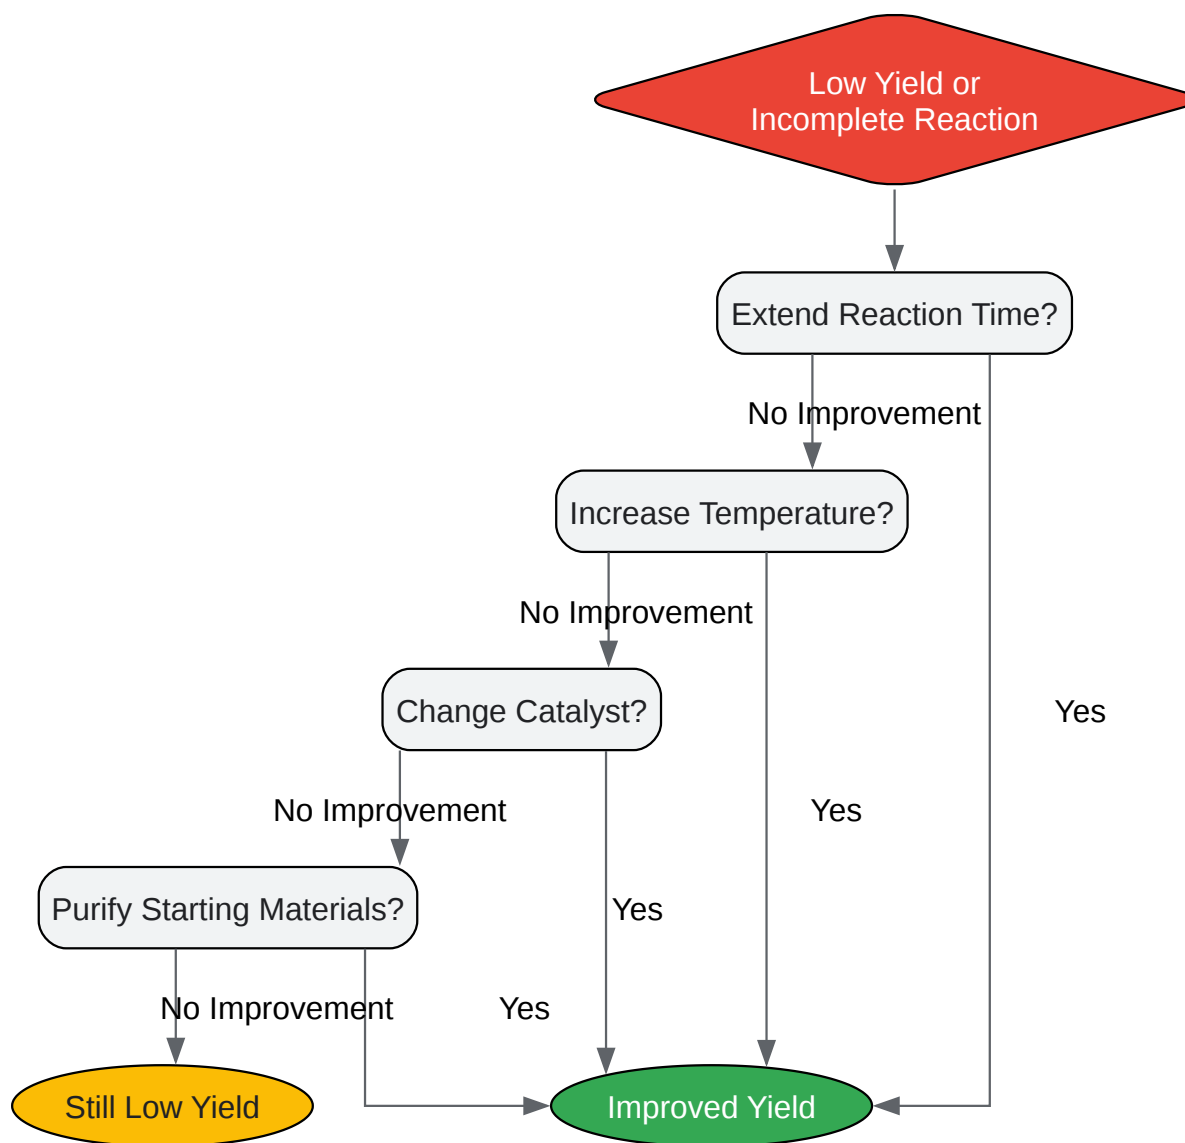 Low Yield or
Incomplete Reaction
Extend Reaction Time?
No Improvement
Increase Temperature?
No Improvement
Change Catalyst?
Yes
No Improvement
Yes
Purify Starting Materials?
Yes
No Improvement
Yes
Still Low Yield
Improved Yield